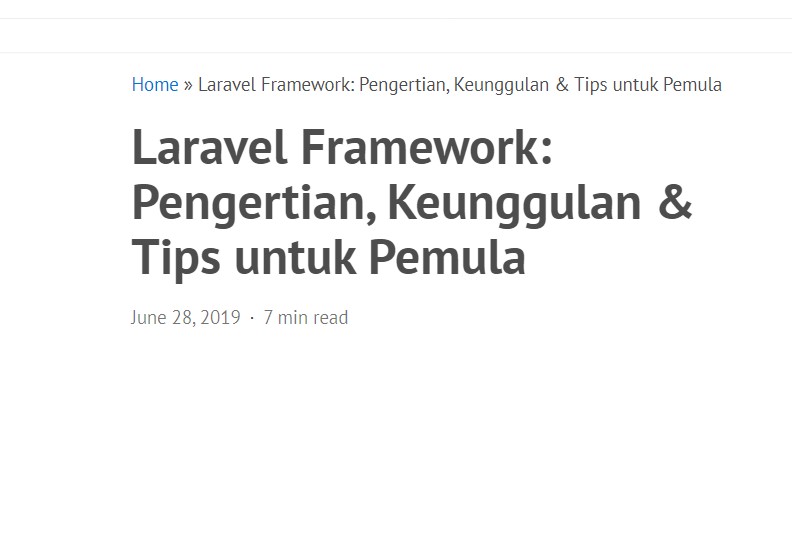 Home » Laravel Framework: Pengertian, Keunggulan & Tips untuk Pemula
Laravel Framework:
Pengertian, Keunggulan &
Tips untuk Pemula
June 28, 2019 · 7 min read